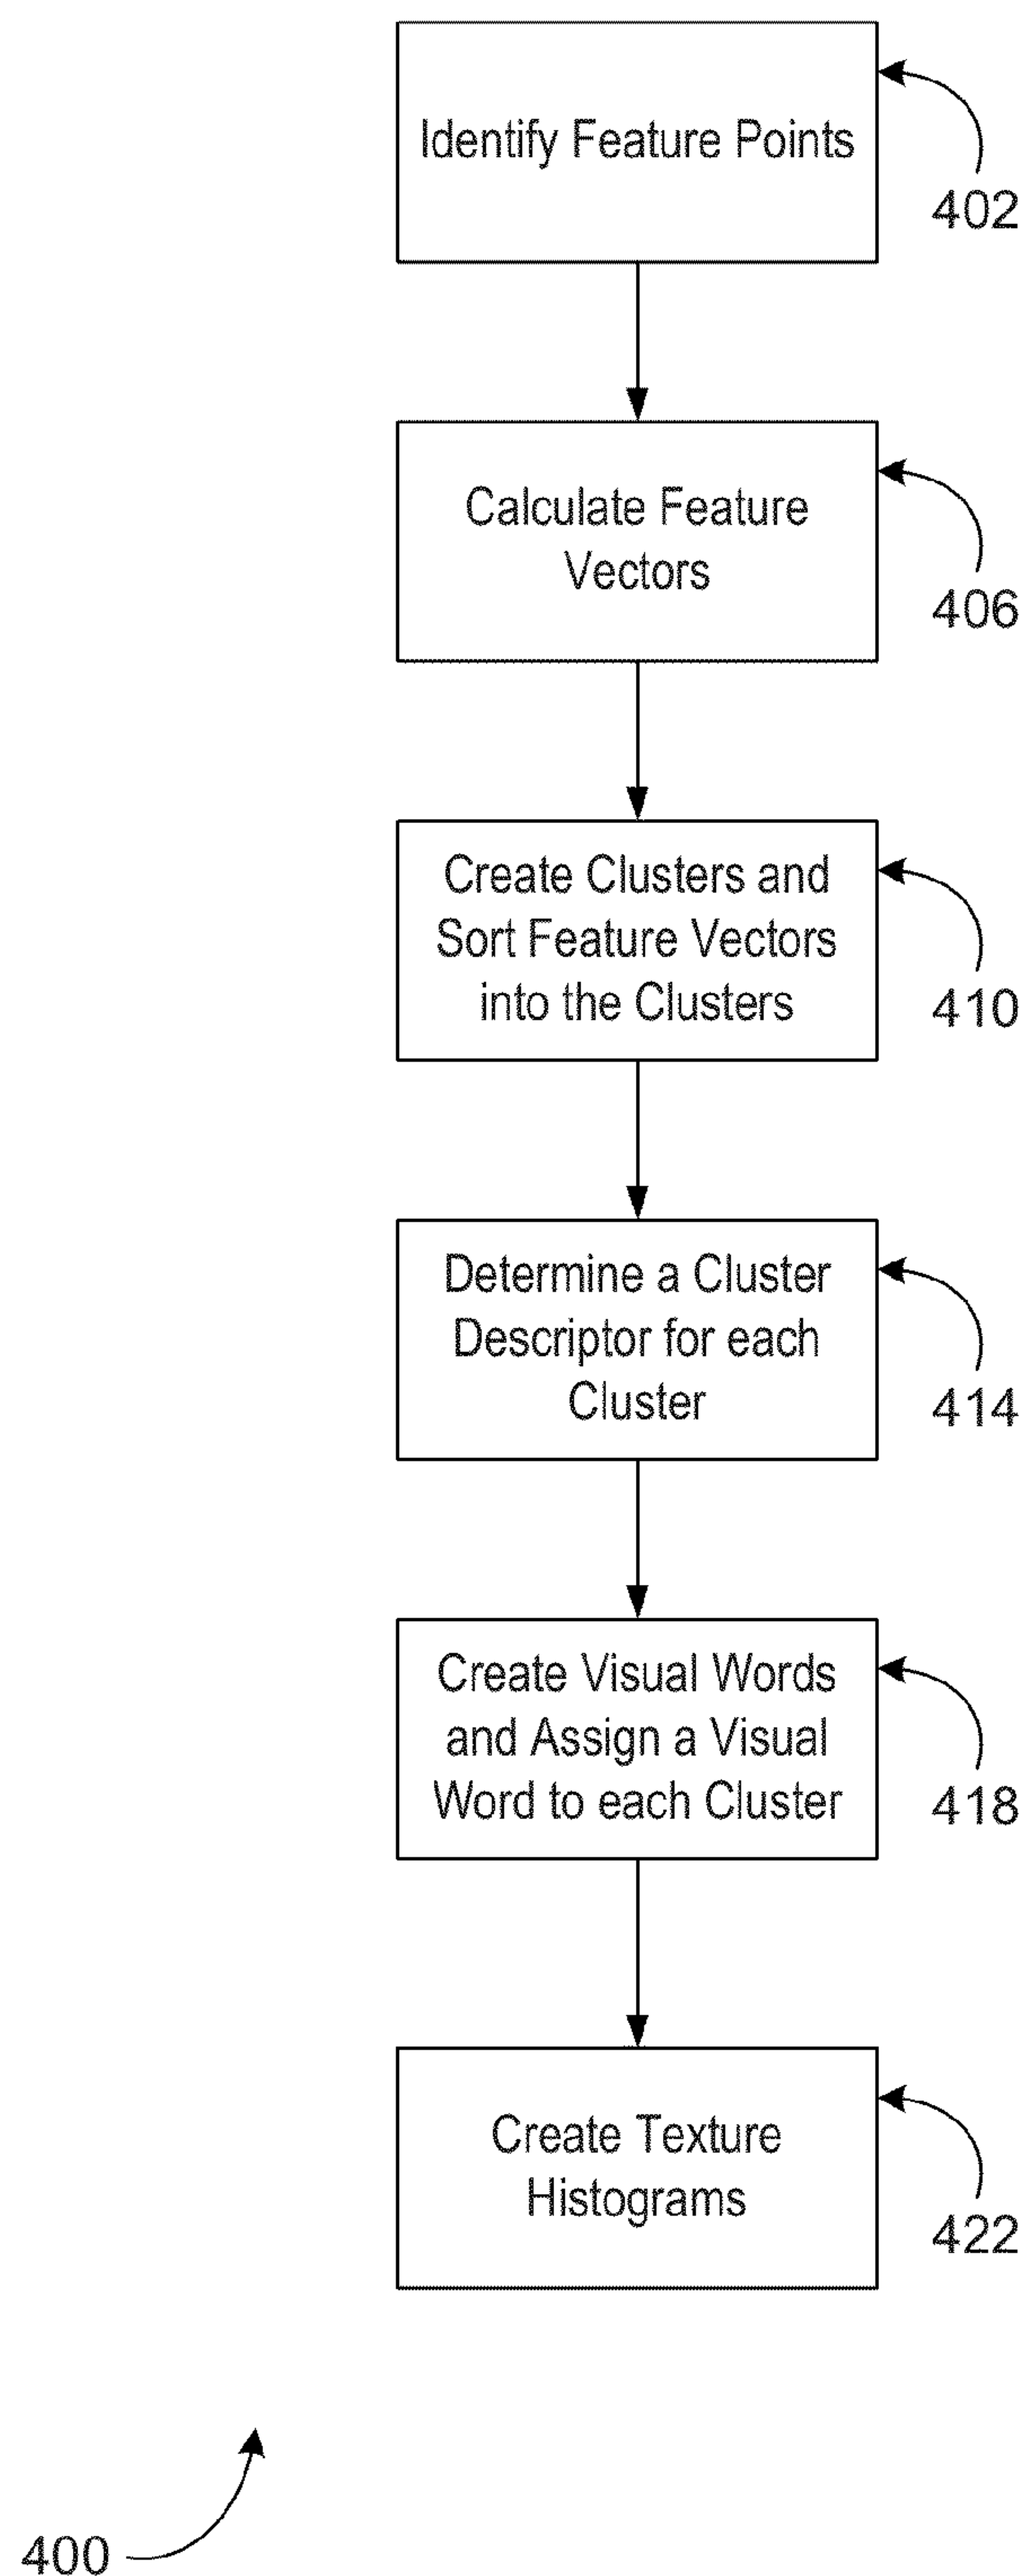 Identify Feature Points
402
Calculate Feature
Vectors
406
Create Clusters and
Sort Feature Vectors
into the Clusters
410
Determine a Cluster
Descriptor for each
Cluster
414
Create Visual Words
and Assign a Visual
Word to each Cluster
418
Create Texture
Histograms
422
400